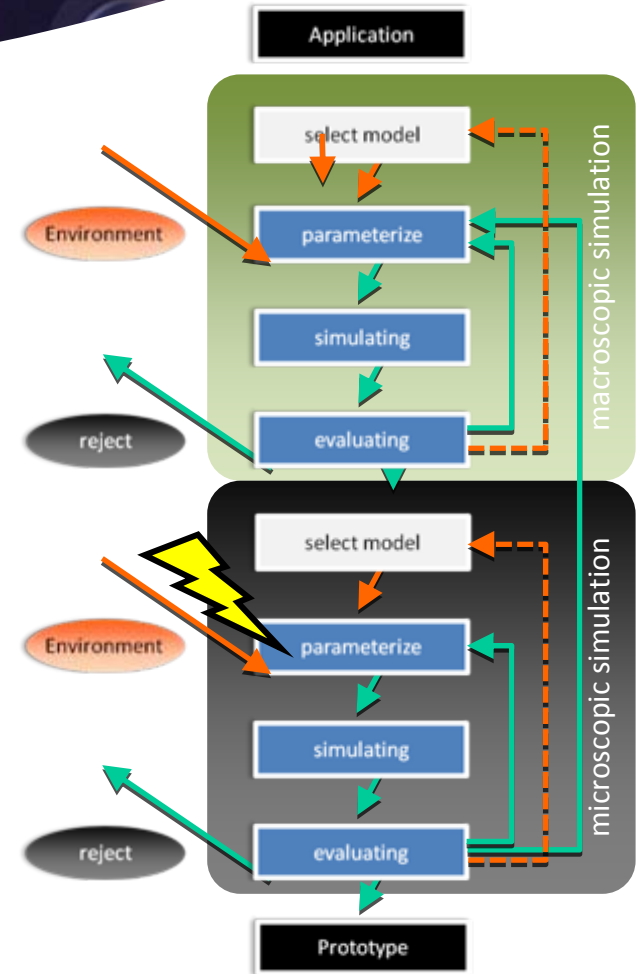 Application
select model
Environment
parameterize
simulating
reject
evaluating
macroscopic simulation
select model
Environment
parameterize
simulating
reject
evaluating
microscopic simulation
Prototype